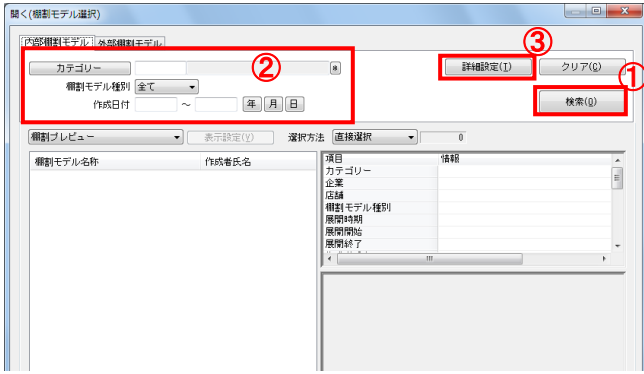 開く(棚割モデル選択)
内部棚割モデル 外部棚割モデル
③
カテゴリー ② * 詳細設定(I) クリア(C) ①
棚割モデル種別 全て
作成日付 ～ 年 月 日 検索(Q)
棚割プレビュー 表示設定(Y) 選択方法 直接選択 0
棚割モデル名称 作成者氏名 項目 情報
カテゴリー
企業
店舗
棚割モデル種別
展開時期
展開開始
展開終了